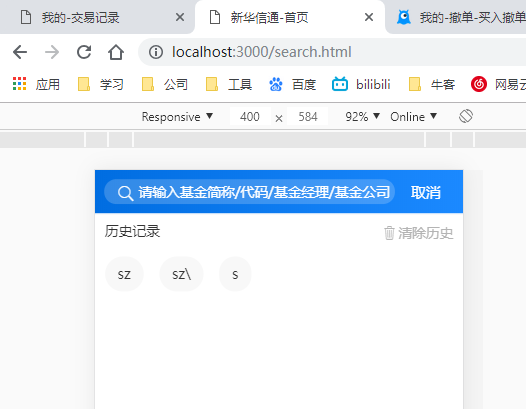 我的-交易记录 × 新华信通-首页 × 我的-撤单-买入撤单
localhost:3000/search.html
应用 学习 公司 工具 百度 bilibili 牛客 网易云
Responsive ▼ 400 × 584 92% ▼ Online ▼
请输入基金简称/代码/基金经理/基金公司 取消
历史记录 清除历史
sz sz\ s